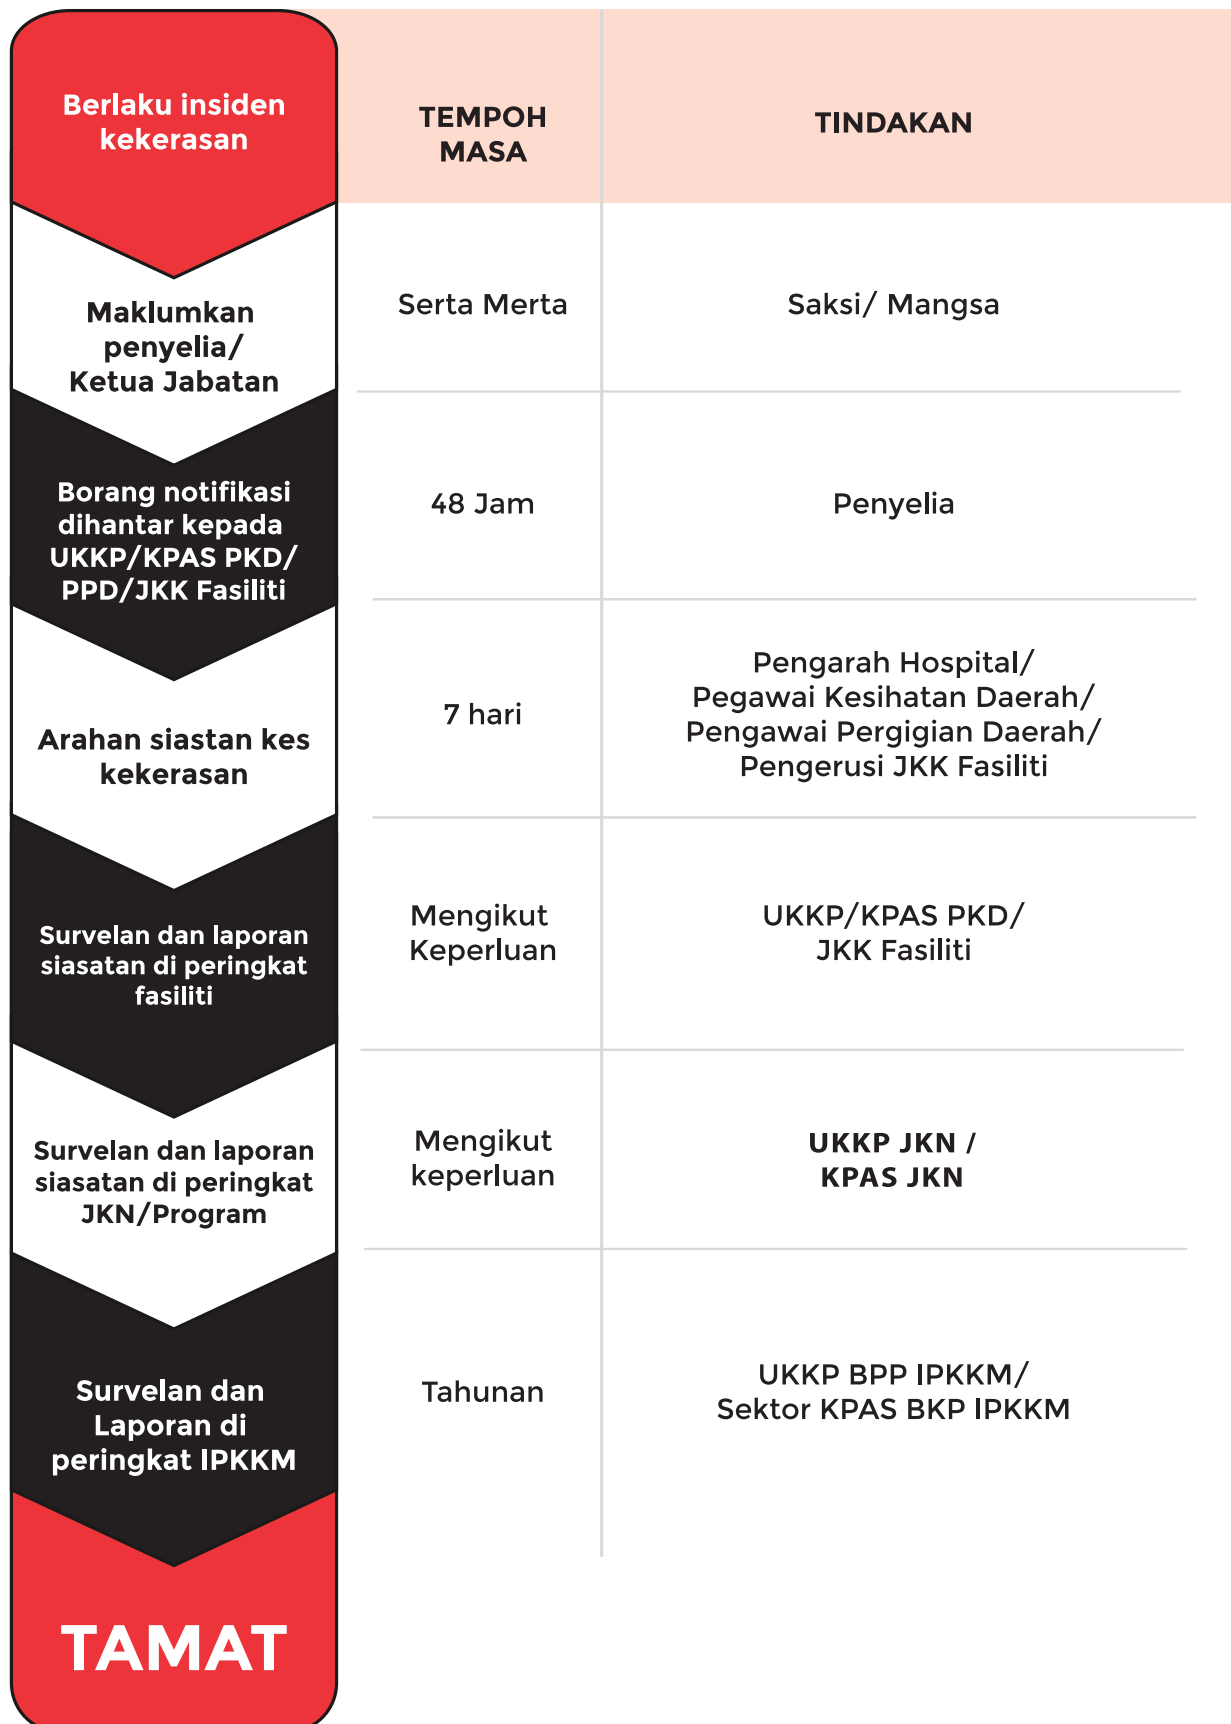 Berlaku insiden
kekerasan
TEMPOH
MASA
TINDAKAN
Maklumkan
penyelia/
Ketua Jabatan
Serta Merta
Saksi/ Mangsa
Borang notifikasi
dihantar kepada
UKKP/KPAS PKD/
PPD/JKK Fasiliti
48 Jam
Penyelia
Arahan siastan kes
kekerasan
7 hari
Pengarah Hospital/
Pegawai Kesihatan Daerah/
Pengawai Pergigian Daerah/
Pengerusi JKK Fasiliti
Survelan dan laporan
siasatan di peringkat
fasiliti
Mengikut
Keperluan
UKKP/KPAS PKD/
JKK Fasiliti
Survelan dan laporan
siasatan di peringkat
JKN/Program
Mengikut
keperluan
UKKP JKN /
KPAS JKN
Survelan dan
Laporan di
peringkat IPKKM
Tahunan
UKKP BPP IPKKM/
Sektor KPAS BKP IPKKM
TAMAT